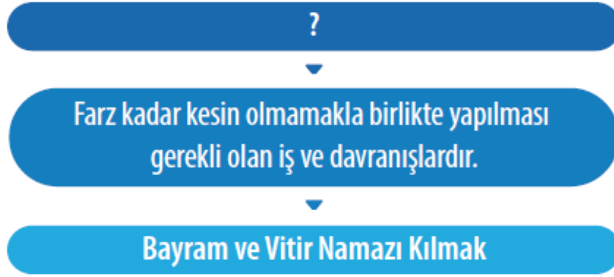 ?
Farz kadar kesin olmamakla birlikte yapılması
gerekli olan iş ve davranışlardır.
Bayram ve Vitir Namazı Kılmak